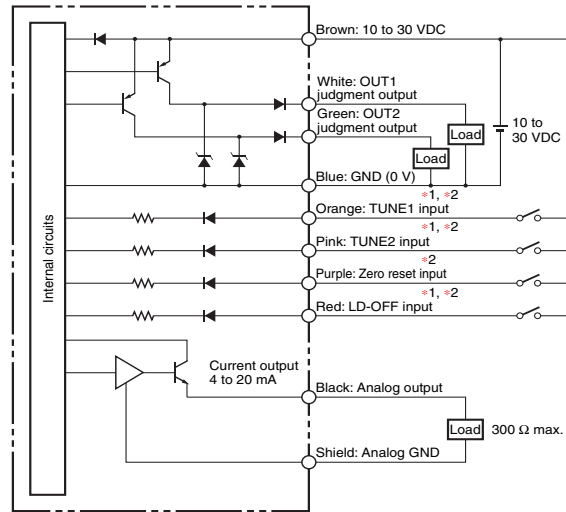 Brown: 10 to 30 VDC
White: OUT1
judgment output
Green: OUT2
judgment output
Load
Load
10 to
30 VDC
Blue: GND (0 V)
*1, *2
Orange: TUNE1 input
*1, *2
Pink: TUNE2 input
*2
Purple: Zero reset input
*1, *2
Red: LD-OFF input
Internal circuits
Current output
4 to 20 mA
Black: Analog output
Load
300 Ω max.
Shield: Analog GND